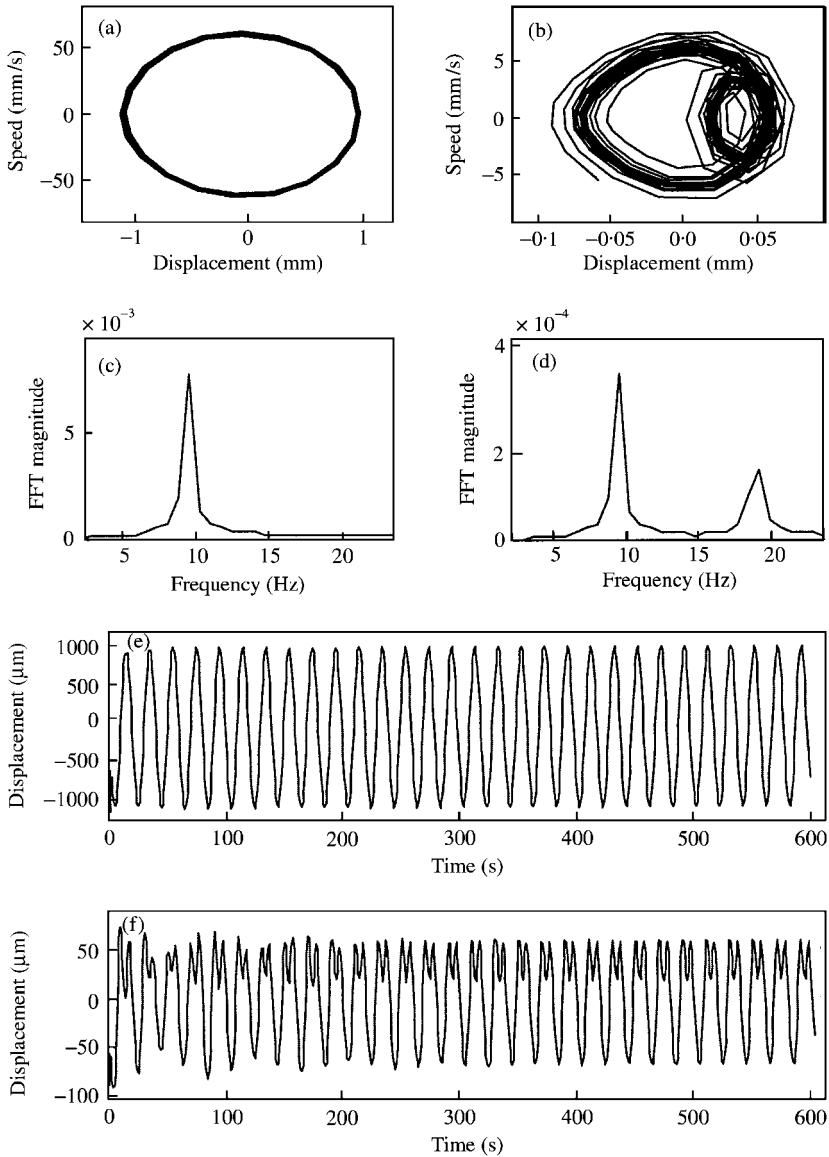 (a)
50
0
−50
Speed (mm/s)
−1
0
1
Displacement (mm)
(b)
5
0
−5
Speed (mm/s)
−0·1
−0·05
0·0
0·05
Displacement (mm)
× 10⁻³
(c)
5
0
FFT magnitude
5
10
15
20
Frequency (Hz)
× 10⁻⁴
(d)
4
2
0
FFT magnitude
5
10
15
20
Frequency (Hz)
(e)
1000
500
0
−500
−1000
Displacement (μm)
0
100
200
300
400
500
600
Time (s)
(f)
50
0
−50
−100
Displacement (μm)
0
100
200
300
400
500
600
Time (s)